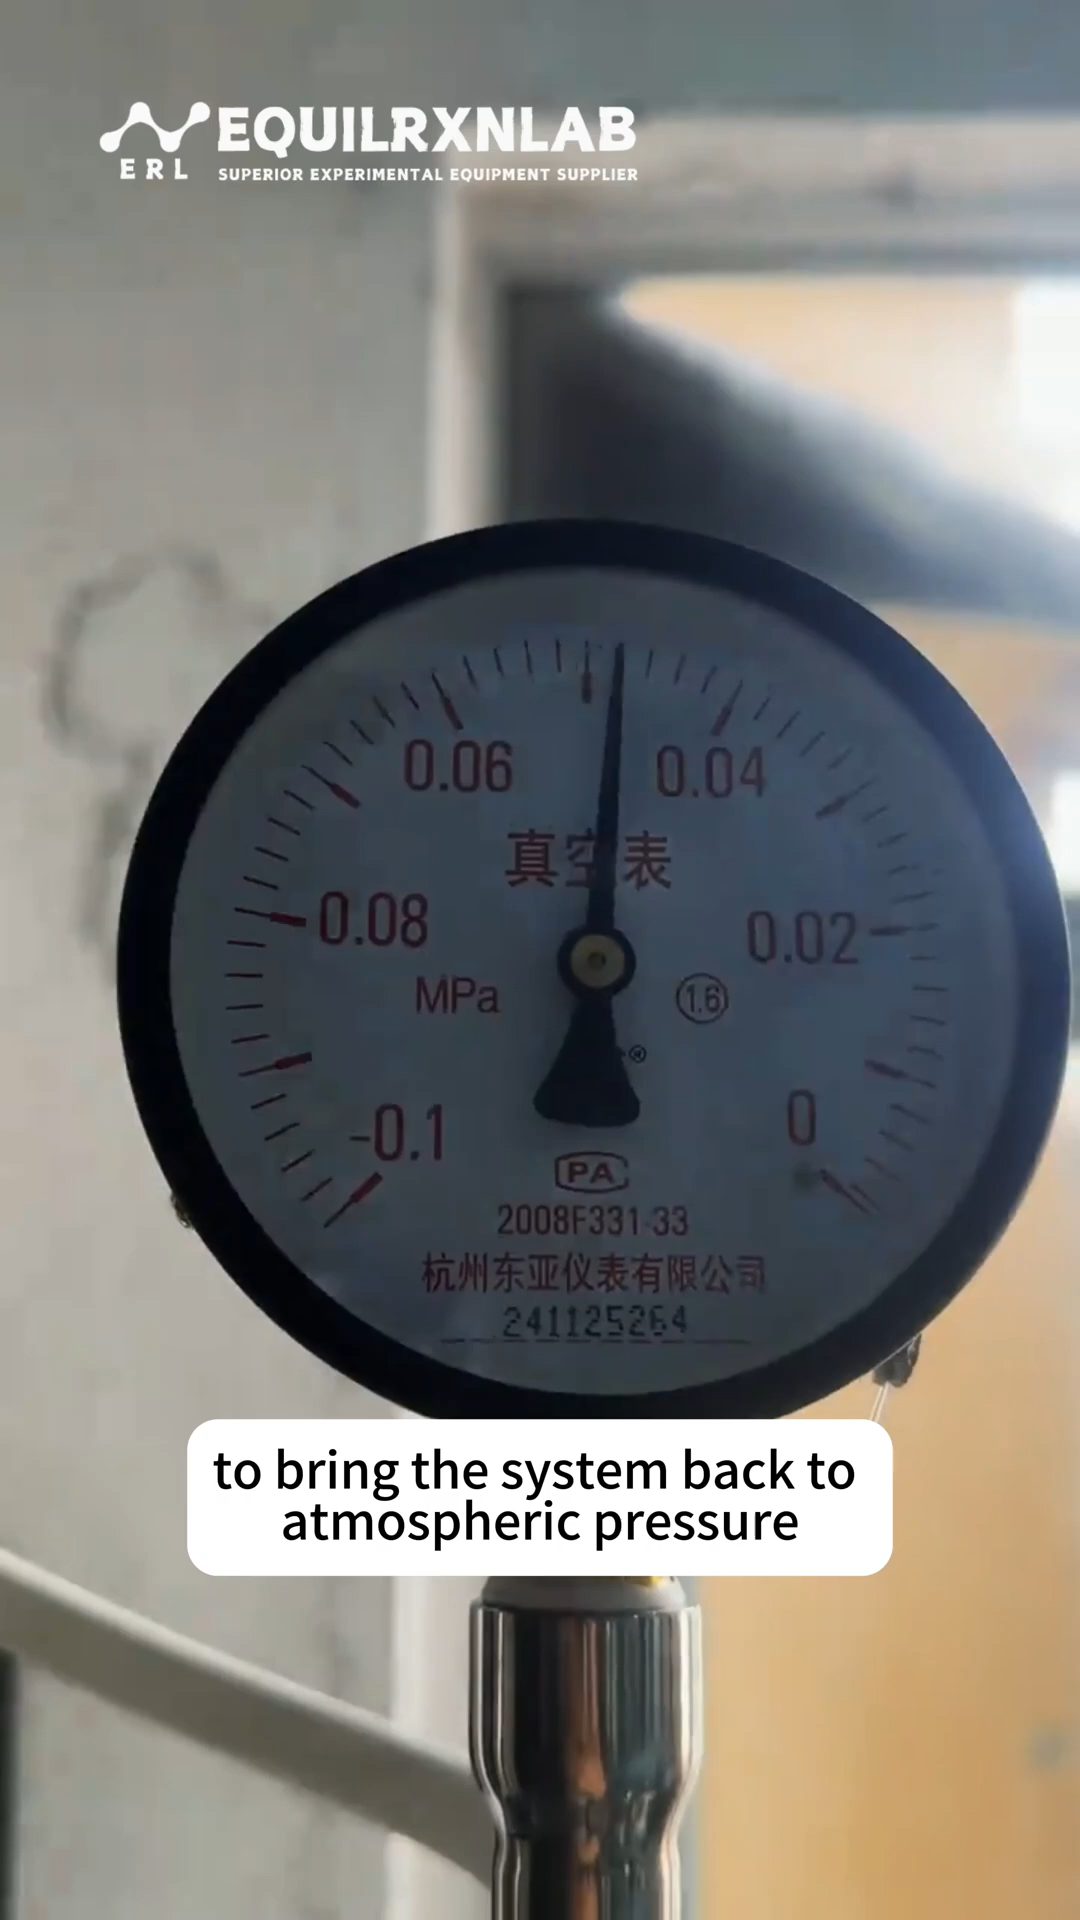 EQUILRXNLAB
ERL
SUPERIOR EXPERIMENTAL EQUIPMENT SUPPLIER
0.06
0.04
真空表
0.08
0.02
MPa
1.6
®
-0.1
0
PA
2008F331-33
杭州东亚仪表有限公司
241125264
to bring the system back to
atmospheric pressure